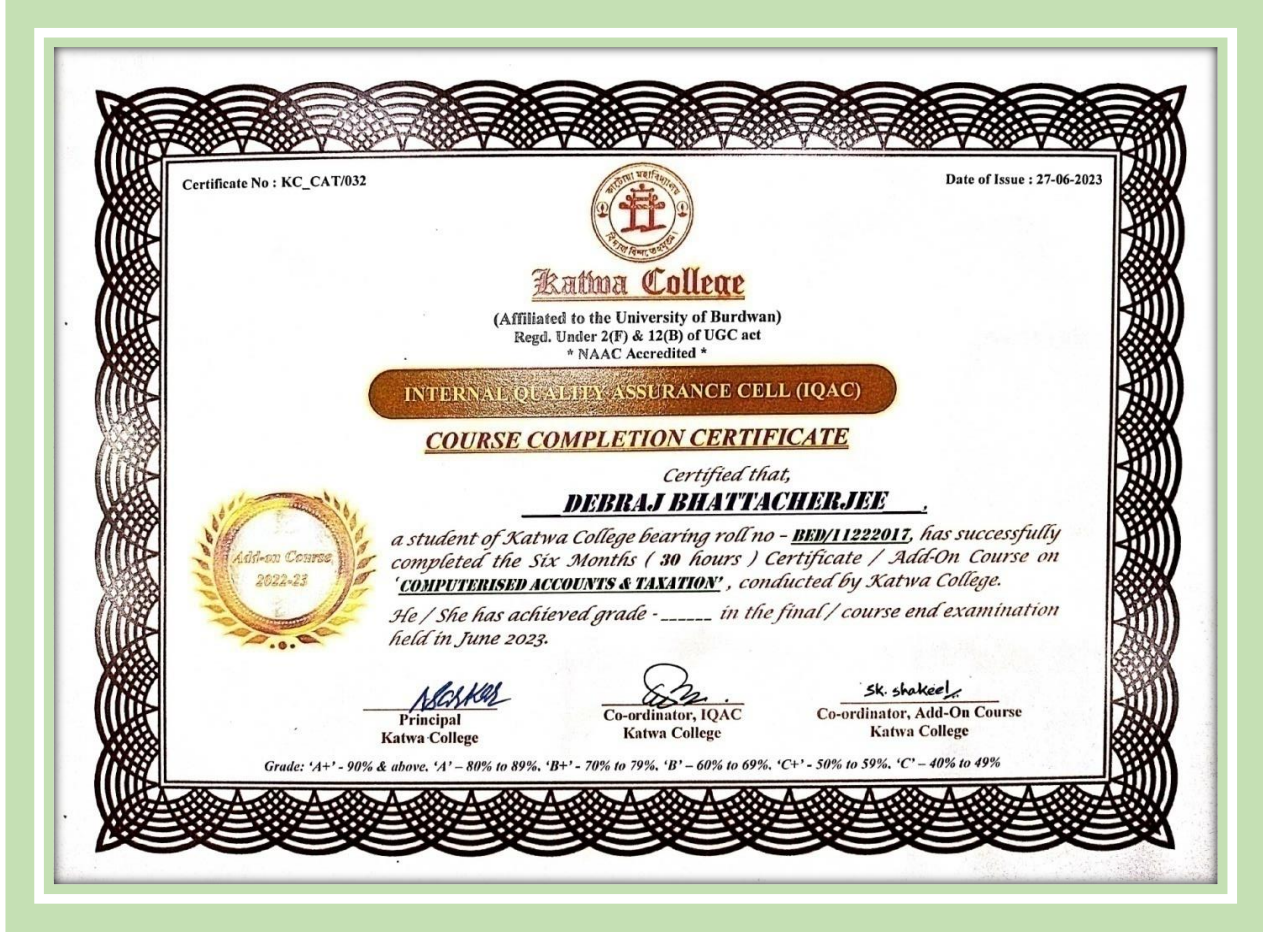 Certificate No : KC_CAT/032
Date of Issue : 27-06-2023
কাটোয়া মহাবিদ্যালয়
Katwa College
(Affiliated to the University of Burdwan)
Regd. Under 2(F) & 12(B) of UGC act
* NAAC Accredited *
INTERNAL QUALITY ASSURANCE CELL (IQAC)
COURSE COMPLETION CERTIFICATE
Certified that,
DEBRAJ BHATTACHERJEE ,
a student of Katwa College bearing roll no - BED/11222017, has successfully
completed the Six Months ( 30 hours ) Certificate / Add-On Course on
'COMPUTERISED ACCOUNTS & TAXATION' , conducted by Katwa College.
He / She has achieved grade - ______ in the final / course end examination
held in June 2023.
Add-on Course
2022-23
Sk. Shakeel
Principal
Katwa College
Co-ordinator, IQAC
Katwa College
Co-ordinator, Add-On Course
Katwa College
Grade: 'A+' - 90% & above, 'A' – 80% to 89%, 'B+' - 70% to 79%, 'B' – 60% to 69%, 'C+' - 50% to 59%, 'C' – 40% to 49%